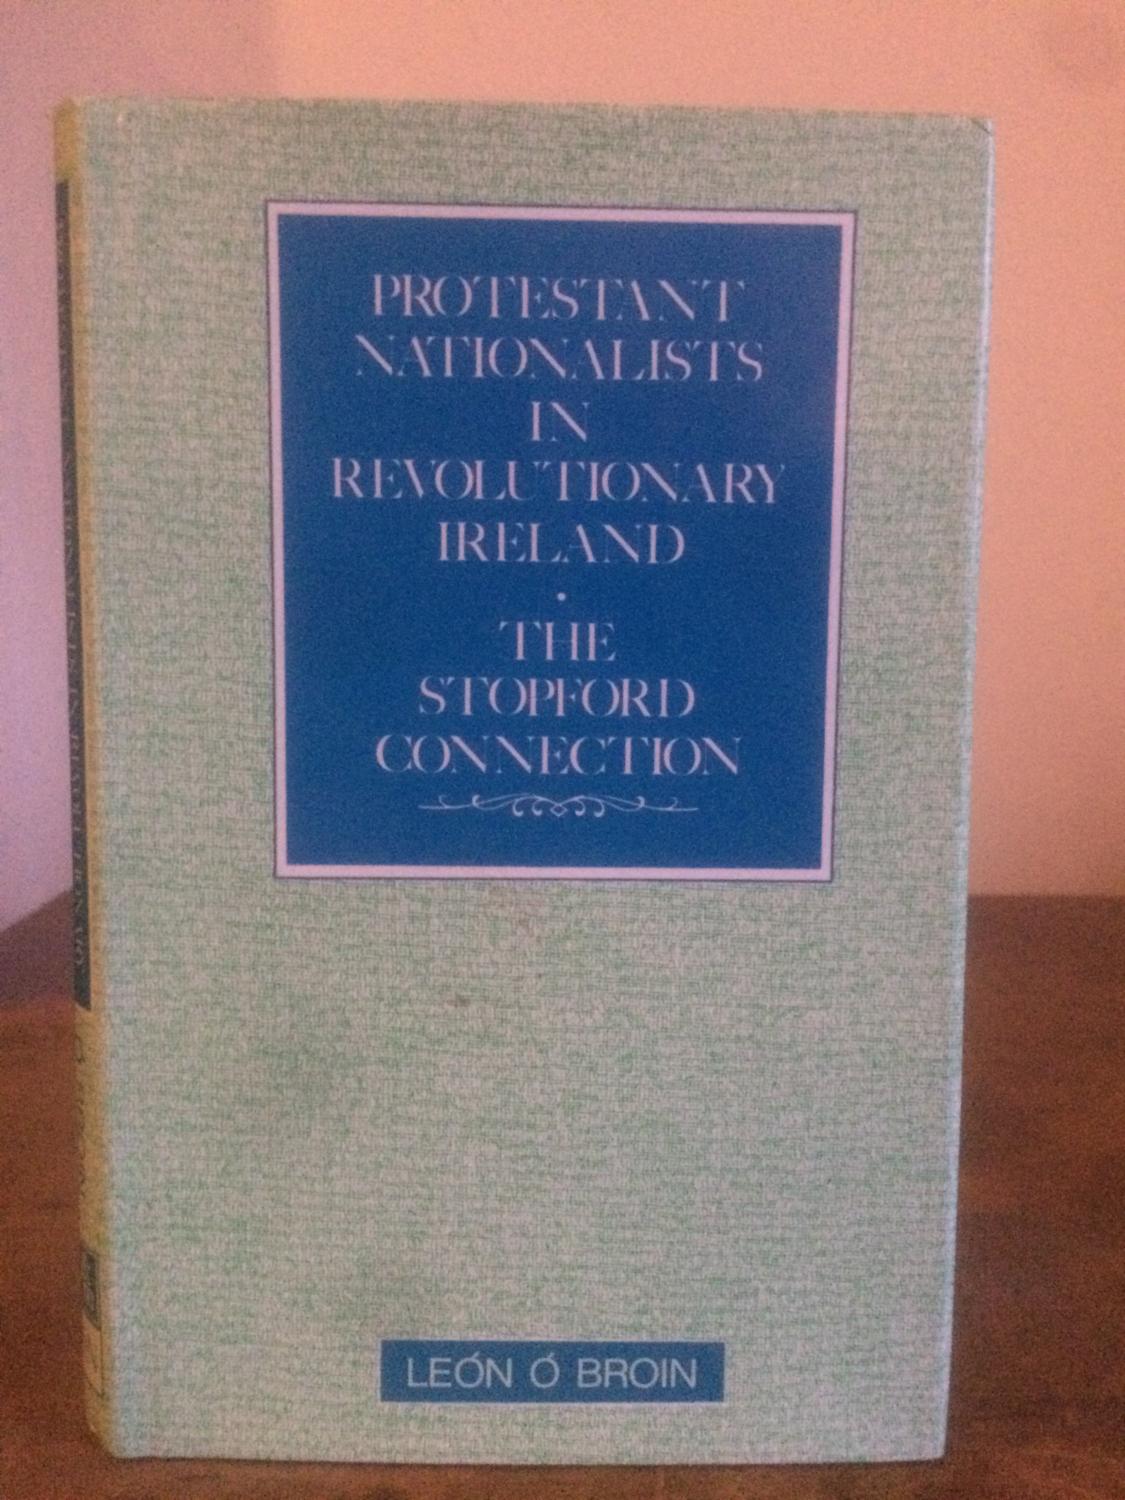 PROTESTANT
NATIONALISTS
IN
REVOLUTIONARY
IRELAND
·
THE
STOPFORD
CONNECTION
LEÓN Ó BROIN